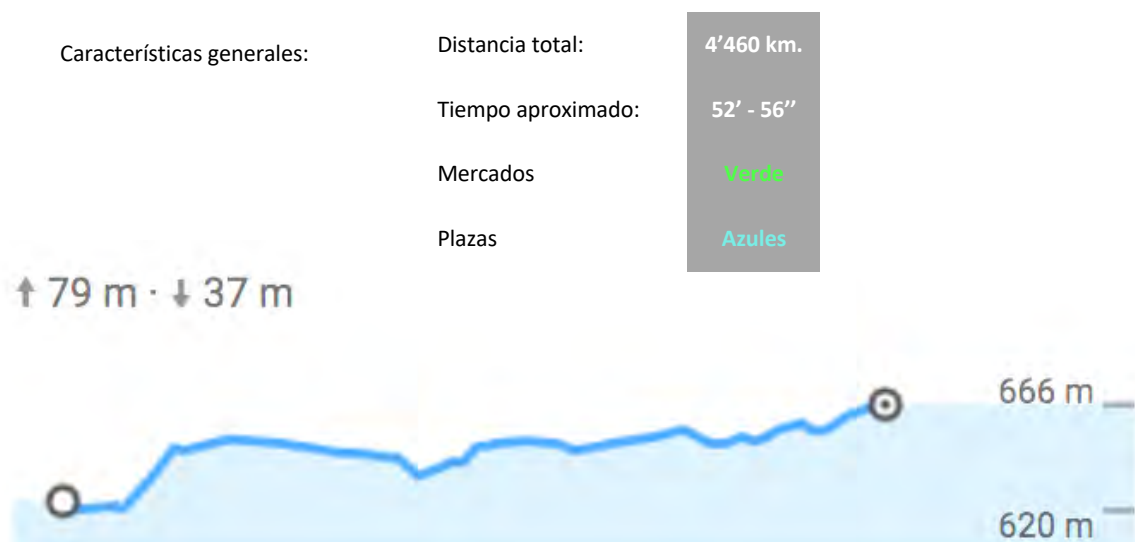 Características generales:
Distancia total: 4’460 km.
Tiempo aproximado: 52’ - 56’’
Mercados Verde
Plazas Azules
↑ 79 m · ↓ 37 m
666 m
620 m